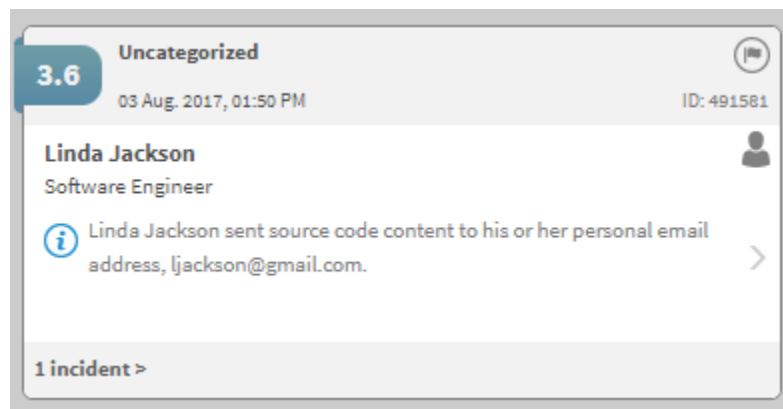 Uncategorized
3.6
03 Aug. 2017, 01:50 PM
ID: 491581
Linda Jackson
Software Engineer
Linda Jackson sent source code content to his or her personal email
address, ljackson@gmail.com.
1 incident >